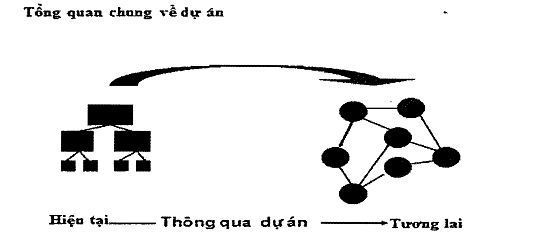 Tổng quan chung về dự án
Hiện tại Thông qua dự án Tương lai